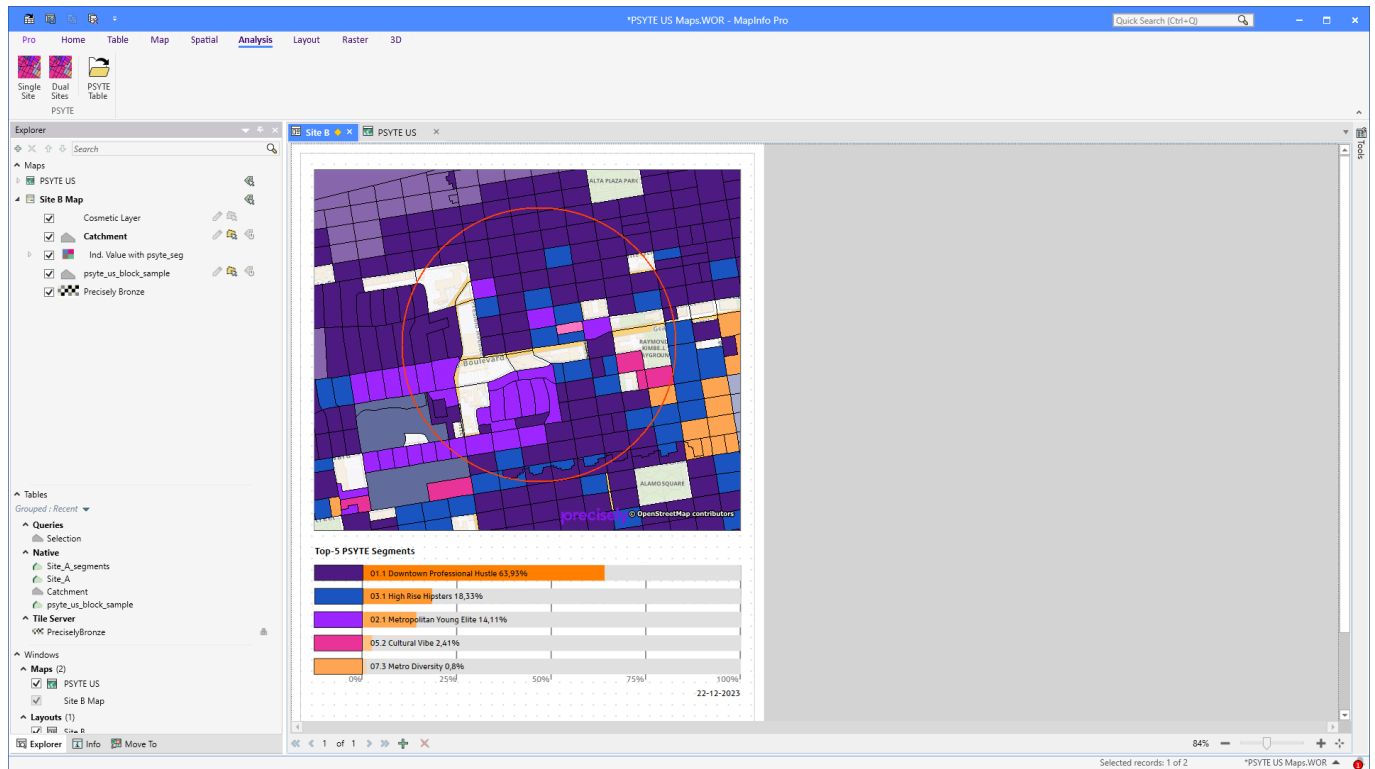 *PSYTE US Maps.WOR - MapInfo Pro
Quick Search (Ctrl+Q)
Pro Home Table Map Spatial Analysis Layout Raster 3D
Single Site
Dual Sites
PSYTE Table
PSYTE
Explorer
Search
Maps
PSYTE US
Site B Map
Cosmetic Layer
Catchment
Ind. Value with psyte_seg
psyte_us_block_sample
Precisely Bronze
Tables
Grouped : Recent
Queries
Selection
Native
Site_A_segments
Site_A
Catchment
psyte_us_block_sample
Tile Server
PreciselyBronze
Windows
Maps (2)
PSYTE US
Site B Map
Layouts (1)
Site B
Explorer Info Move To
Site B PSYTE US
Tools
ALTA PLAZA PARK
Boulevard
RAYMOND
KIMBELL
ALAMO SQUARE
precisely © OpenStreetMap contributors
Top-5 PSYTE Segments
01.1 Downtown Professional Hustle 63,93%
03.1 High Rise Hipsters 18,33%
02.1 Metropolitan Young Elite 14,11%
05.2 Cultural Vibe 2,41%
07.3 Metro Diversity 0,8%
0% 25% 50% 75% 100%
22-12-2023
1 of 1
84%
Selected records: 1 of 2
*PSYTE US Maps.WOR
1